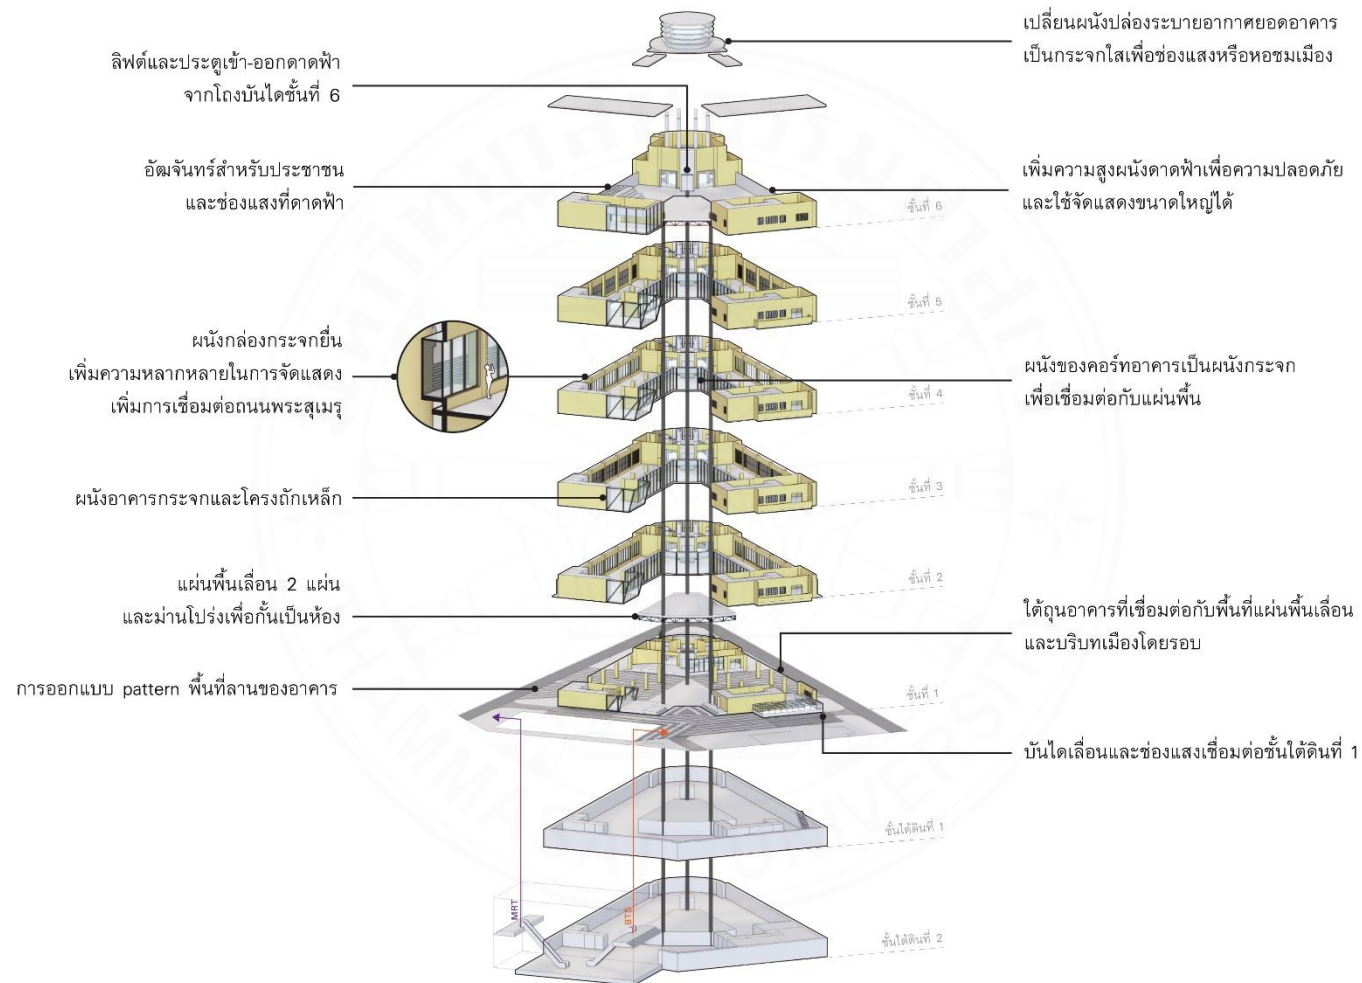 เปลี่ยนผนังปล่องระบายอากาศยอดอาคาร
เป็นกระจกใสเพื่อช่องแสงหรือหอชมเมือง
ลิฟต์และประตูเข้า-ออกดาดฟ้า
จากโถงบันไดชั้นที่ 6
อัฒจันทร์สำหรับประชาชน
และช่องแสงที่ดาดฟ้า
เพิ่มความสูงผนังดาดฟ้าเพื่อความปลอดภัย
และใช้จัดแสดงขนาดใหญ่ได้
ชั้นที่ 6
ชั้นที่ 5
ผนังกล่องกระจกยื่น
เพิ่มความหลากหลายในการจัดแสดง
เพิ่มการเชื่อมต่อถนนพระสุเมรุ
ผนังของคอร์ทอาคารเป็นผนังกระจก
เพื่อเชื่อมต่อกับแผ่นพื้น
ชั้นที่ 4
ผนังอาคารกระจกและโครงถักเหล็ก
ชั้นที่ 3
แผ่นพื้นเลื่อน 2 แผ่น
และม่านโปร่งเพื่อกั้นเป็นห้อง
ชั้นที่ 2
ใต้ถุนอาคารที่เชื่อมต่อกับพื้นที่แผ่นพื้นเลื่อน
และบริบทเมืองโดยรอบ
การออกแบบ pattern พื้นที่ลานของอาคาร
ชั้นที่ 1
บันไดเลื่อนและช่องแสงเชื่อมต่อชั้นใต้ดินที่ 1
ชั้นใต้ดินที่ 1
MRT
BTS
ชั้นใต้ดินที่ 2